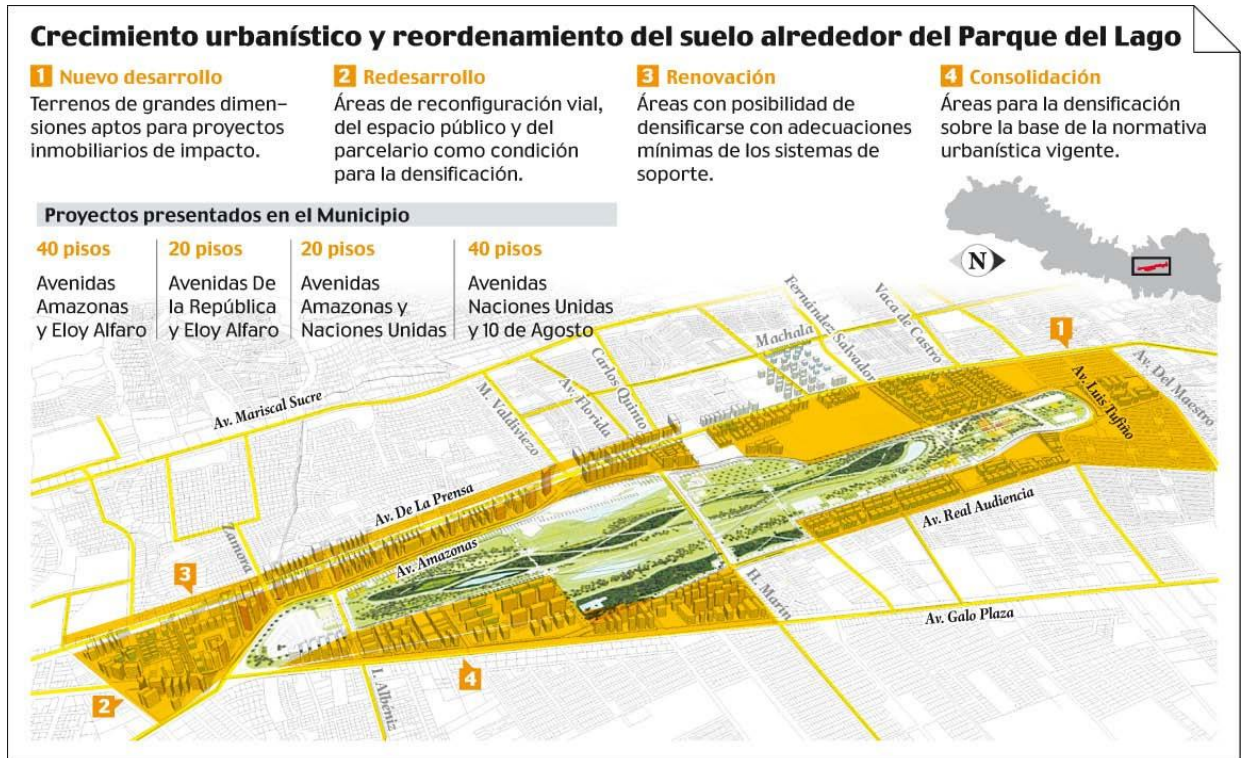 Crecimiento urbanístico y reordenamiento del suelo alrededor del Parque del Lago
1 Nuevo desarrollo
Terrenos de grandes dimen-
siones aptos para proyectos
inmobiliarios de impacto.
2 Redesarrollo
Áreas de reconfiguración vial,
del espacio público y del
parcelario como condición
para la densificación.
3 Renovación
Áreas con posibilidad de
densificarse con adecuaciones
mínimas de los sistemas de
soporte.
4 Consolidación
Áreas para la densificación
sobre la base de la normativa
urbanística vigente.
Proyectos presentados en el Municipio
40 pisos
Avenidas
Amazonas
y Eloy Alfaro
20 pisos
Avenidas De
la República
y Eloy Alfaro
20 pisos
Avenidas
Amazonas y
Naciones Unidas
40 pisos
Avenidas
Naciones Unidas
y 10 de Agosto
N
Av. Mariscal Sucre
M. Valdiviezo
Av. Florida
Carlos Quinto
Machala
Fernández Salvador
Vaca de Castro
1
Av. Luis Tufiño
Av. Del Maestro
Av. De La Prensa
Av. Amazonas
Av. Real Audiencia
Zamora
3
H. Marín
Av. Galo Plaza
2
I. Albéniz
4